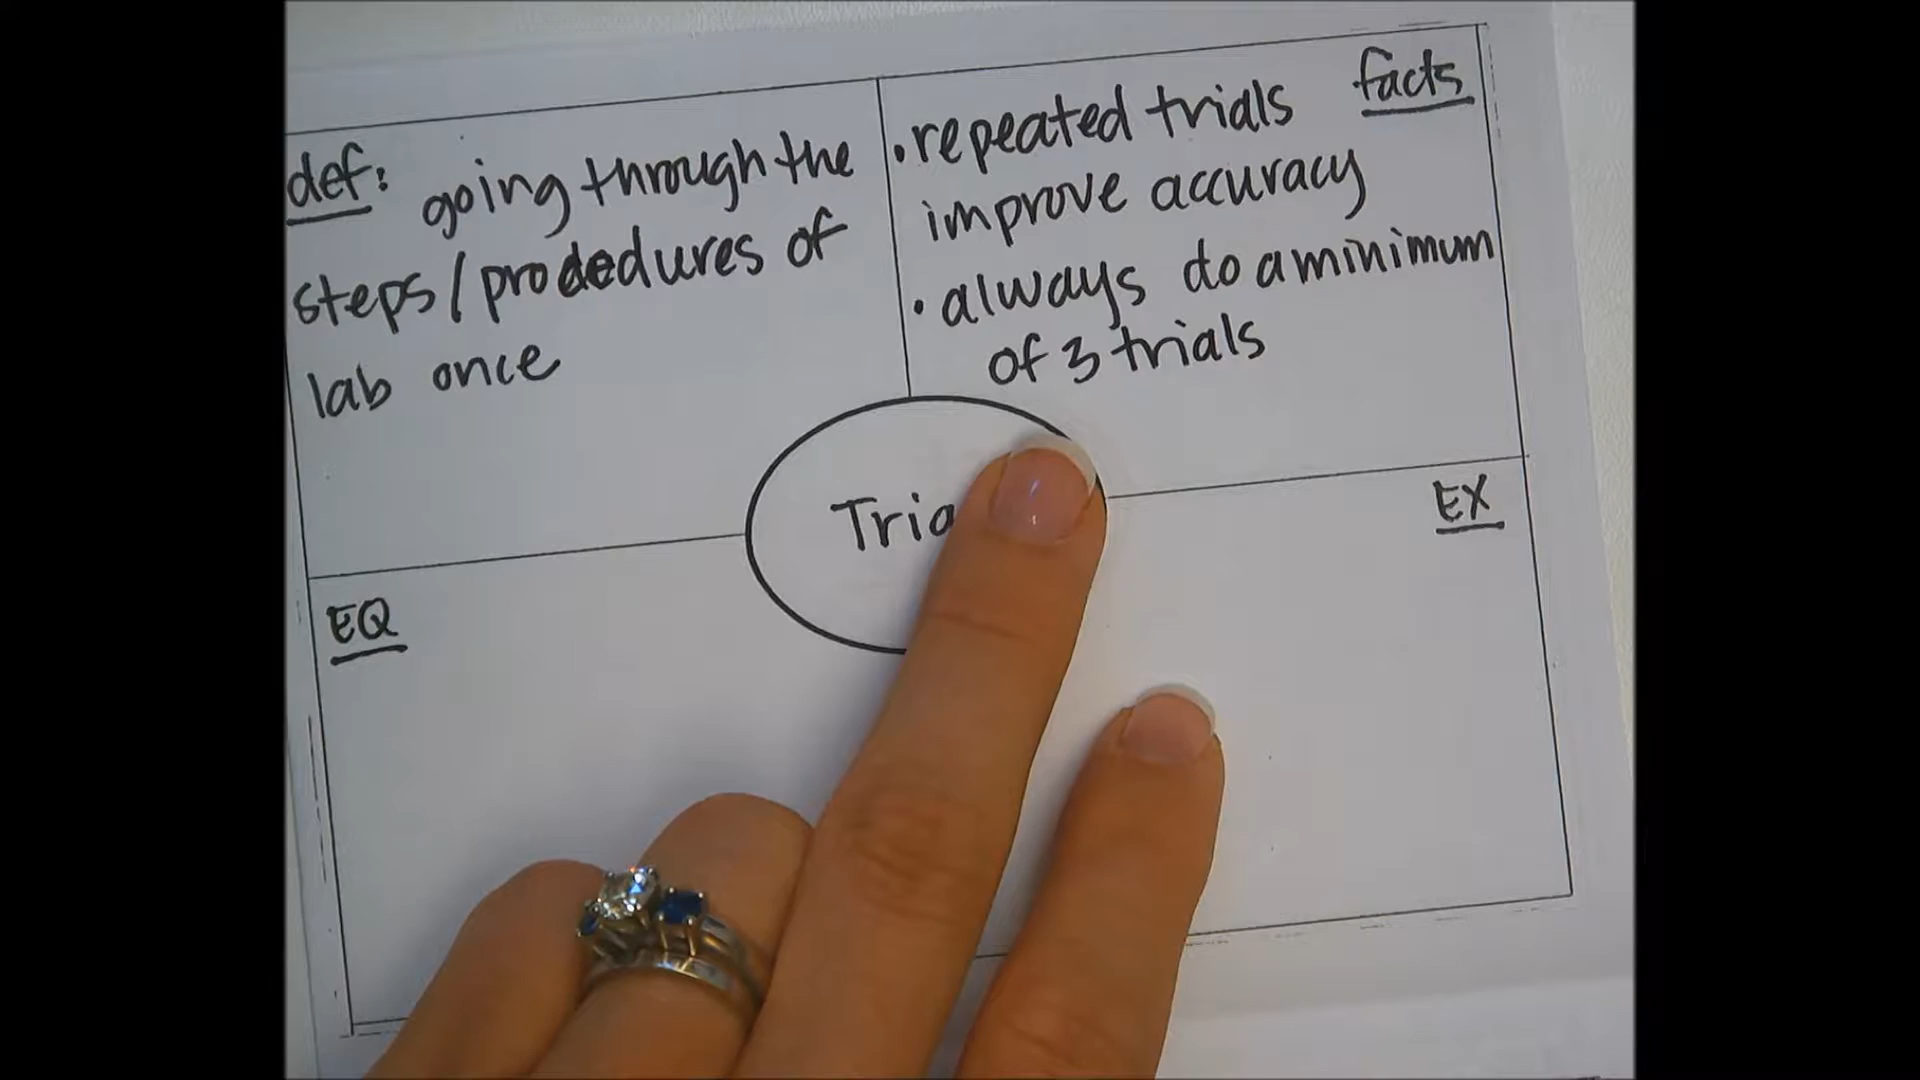 def: going through the
steps/prodedures of
lab once
facts
• repeated trials
improve accuracy
• always do a minimum
of 3 trials
EQ
EX